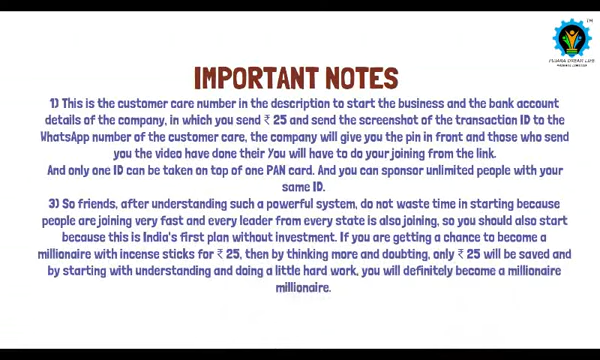 TM
PUJARA DREAM LIFE
IMPORTANT NOTES
1) This is the customer care number in the description to start the business and the bank account
details of the company, in which you send ₹ 25 and send the screenshot of the transaction ID to the
WhatsApp number of the customer care, the company will give you the pin in front and those who send
you the video have done their You will have to do your joining from the link.
And only one ID can be taken on top of one PAN card. And you can sponsor unlimited people with your
same ID.
3) So friends, after understanding such a powerful system, do not waste time in starting because
people are joining very fast and every leader from every state is also joining, so you should also start
because this is India's first plan without investment. If you are getting a chance to become a
millionaire with incense sticks for ₹ 25, then by thinking more and doubting, only ₹ 25 will be saved and
by starting with understanding and doing a little hard work, you will definitely become a millionaire
millionaire.